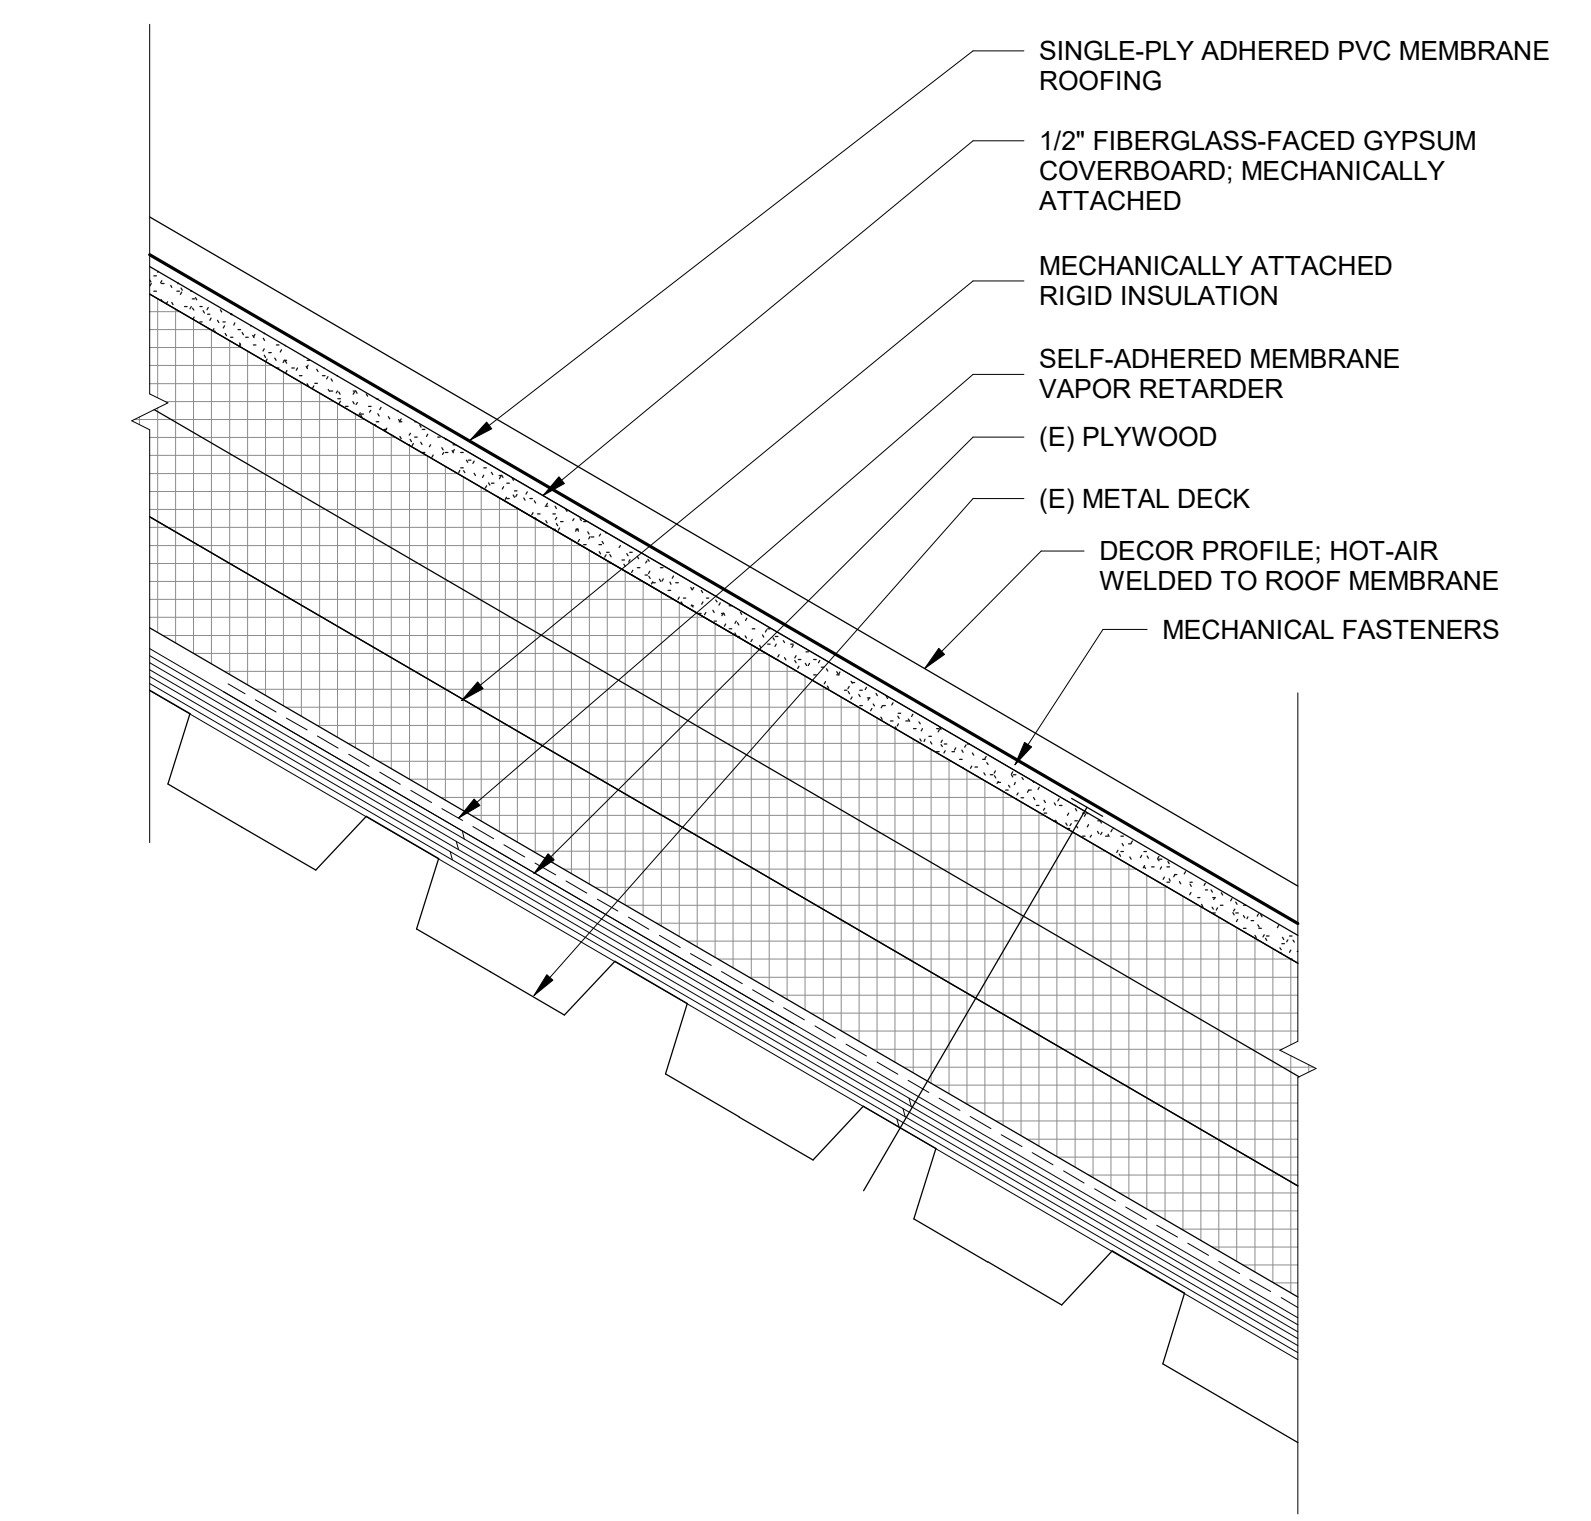 SINGLE-PLY ADHERED PVC MEMBRANE
ROOFING
1/2" FIBERGLASS-FACED GYPSUM
COVERBOARD; MECHANICALLY
ATTACHED
MECHANICALLY ATTACHED
RIGID INSULATION
SELF-ADHERED MEMBRANE
VAPOR RETARDER
(E) PLYWOOD
(E) METAL DECK
DECOR PROFILE; HOT-AIR
WELDED TO ROOF MEMBRANE
MECHANICAL FASTENERS